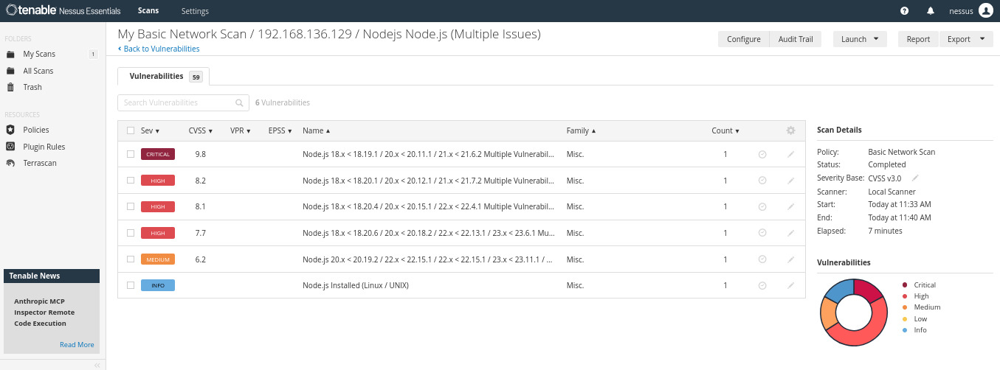 tenable Nessus Essentials
Scans
Settings
nessus
FOLDERS
My Scans 1
All Scans
Trash
RESOURCES
Policies
Plugin Rules
Terrascan
Tenable News
Anthropic MCP
Inspector Remote
Code Execution
Read More
My Basic Network Scan / 192.168.136.129 / Nodejs Node.js (Multiple Issues)
Back to Vulnerabilities
Configure
Audit Trail
Launch
Report
Export
Vulnerabilities 59
Search Vulnerabilities
6 Vulnerabilities
Sev CVSS VPR EPSS Name Family Count
CRITICAL 9.8 Node.js 18.x < 18.19.1 / 20.x < 20.11.1 / 21.x < 21.6.2 Multiple Vulnerabil... Misc. 1
HIGH 8.2 Node.js 18.x < 18.20.1 / 20.x < 20.12.1 / 21.x < 21.7.2 Multiple Vulnerabil... Misc. 1
HIGH 8.1 Node.js 18.x < 18.20.4 / 20.x < 20.15.1 / 22.x < 22.4.1 Multiple Vulnerabil... Misc. 1
HIGH 7.7 Node.js 18.x < 18.20.6 / 20.x < 20.18.2 / 22.x < 22.13.1 / 23.x < 23.6.1 Mu... Misc. 1
MEDIUM 6.2 Node.js 20.x < 20.19.2 / 22.x < 22.15.1 / 22.x < 22.15.1 / 23.x < 23.11.1 / ... Misc. 1
INFO Node.js Installed (Linux / UNIX) Misc. 1
Scan Details
Policy: Basic Network Scan
Status: Completed
Severity Base: CVSS v3.0
Scanner: Local Scanner
Start: Today at 11:33 AM
End: Today at 11:40 AM
Elapsed: 7 minutes
Vulnerabilities
Critical
High
Medium
Low
Info